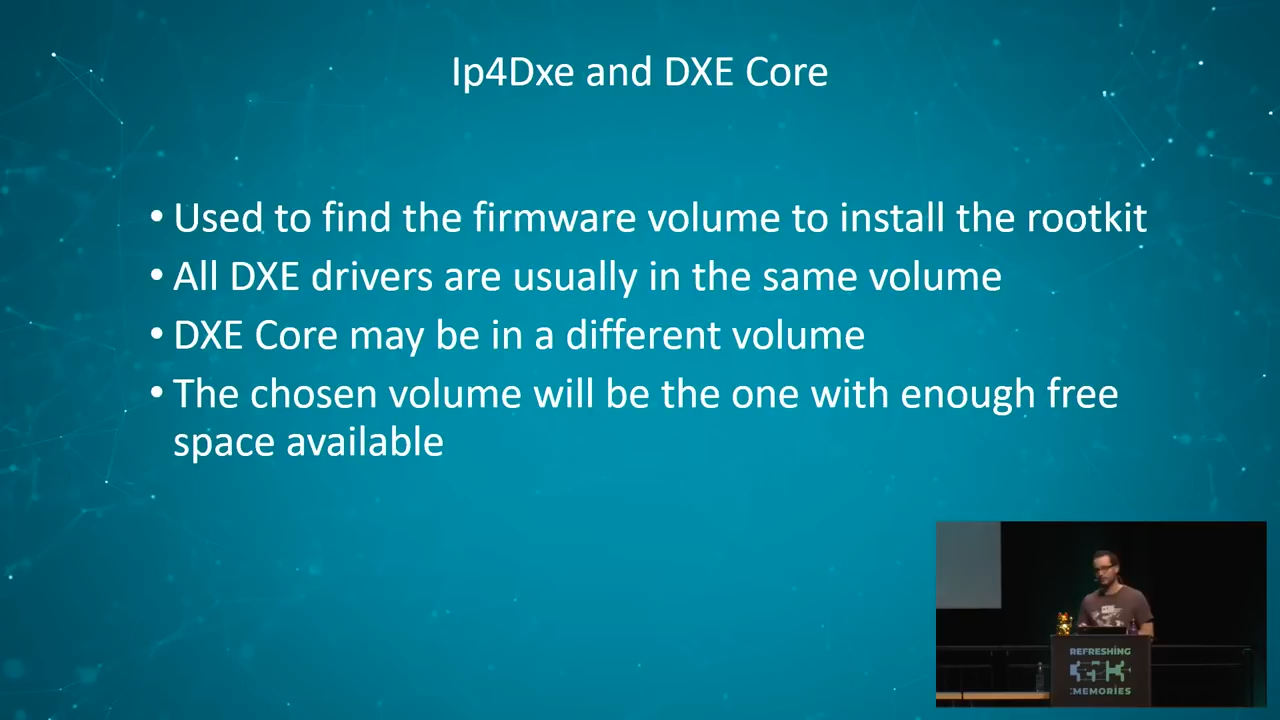 Ip4Dxe and DXE Core
• Used to find the firmware volume to install the rootkit
• All DXE drivers are usually in the same volume
• DXE Core may be in a different volume
• The chosen volume will be the one with enough free
space available
REFRESHING
:MEMORIES